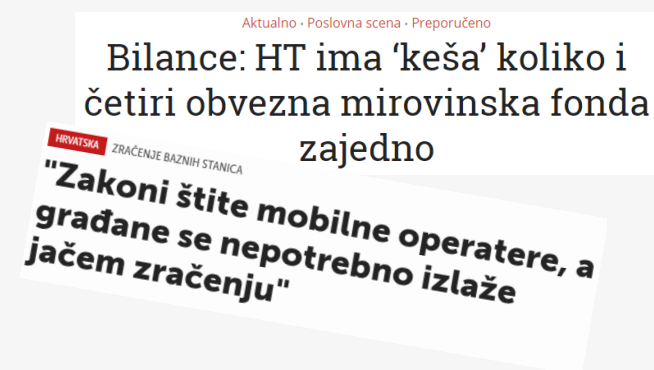 Aktualno • Poslovna scena • Preporučeno
Bilance: HT ima ‘keša’ koliko i
četiri obvezna mirovinska fonda
zajedno
HRVATSKA ZRAČENJE BAZNIH STANICA
"Zakoni štite mobilne operatere, a
građane se nepotrebno izlaže
jačem zračenju"